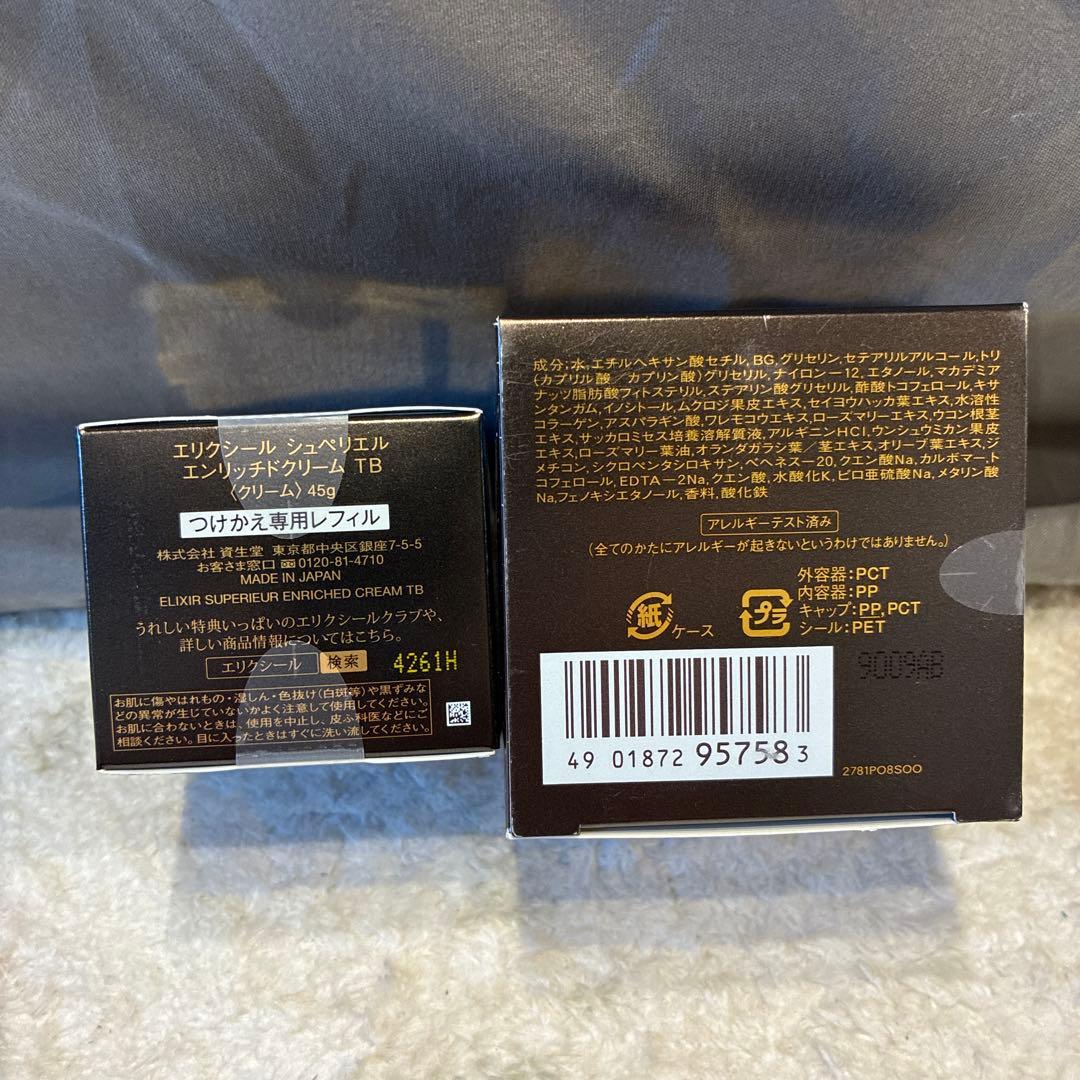 エリクシール シュペリエル
エンリッチドクリーム TB
〈クリーム〉45g
つけかえ専用レフィル
株式会社 資生堂 東京都中央区銀座7-5-5
お客さま窓口 0120-81-4710
MADE IN JAPAN
ELIXIR SUPERIEUR ENRICHED CREAM TB
うれしい特典いっぱいのエリクシールクラブや、
詳しい商品情報についてはこちら。
エリクシール 検索 4261H
お肌に傷やはれもの・湿しん・色抜け(白斑等)や黒ずみな
どの異常が生じていないかよく注意して使用してください。
お肌に合わないときは、使用を中止し、皮ふ科医などにご
相談ください。目に入ったときはすぐに洗い流してください。
成分:水,エチルヘキサン酸セチル,BG,グリセリン,セテアリルアルコール,トリ
(カプリル酸／カプリン酸)グリセリル,ナイロン-12,エタノール,マカデミア
ナッツ脂肪酸フィトステリル,ステアリン酸グリセリル,酢酸トコフェロール,キサ
ンタンガム,イノシトール,ムクロジ果皮エキス,セイヨウハッカ葉エキス,水溶性
コラーゲン,アスパラギン酸,ワレモコウエキス,ローズマリーエキス,ウコン根茎
エキス,サッカロミセス培養溶解質液,アルギニンHCl,ウンシュウミカン果皮
エキス,ローズマリー葉油,オランダガラシ葉／茎エキス,オリーブ葉エキス,ジ
メチコン,シクロペンタシロキサン,ベヘネス-20,クエン酸Na,カルボマー,ト
コフェロール,EDTA-2Na,クエン酸,水酸化K,ピロ亜硫酸Na,メタリン酸
Na,フェノキシエタノール,香料,酸化鉄
アレルギーテスト済み
(全てのかたにアレルギーが起きないというわけではありません。)
外容器:PCT
内容器:PP
キャップ:PP,PCT
シール:PET
紙 ケース
プラ
9009AB
49 01872 957583
2781PO8SOO